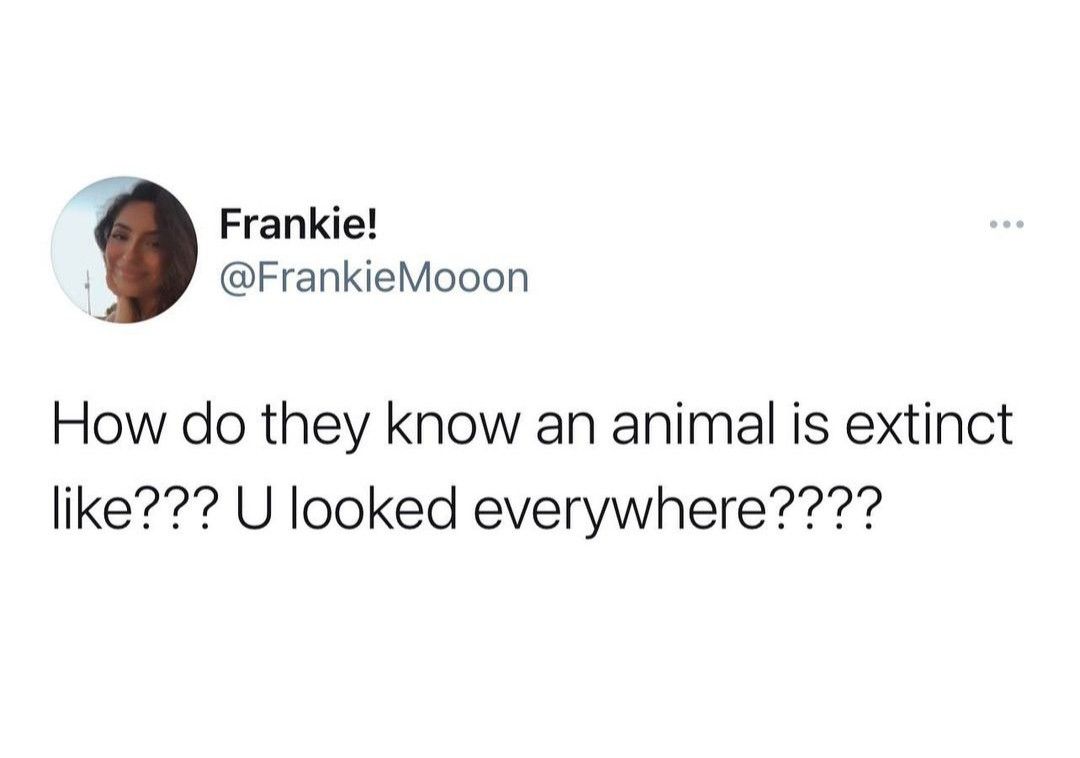 Frankie!
@FrankieMooon
How do they know an animal is extinct
like??? U looked everywhere????